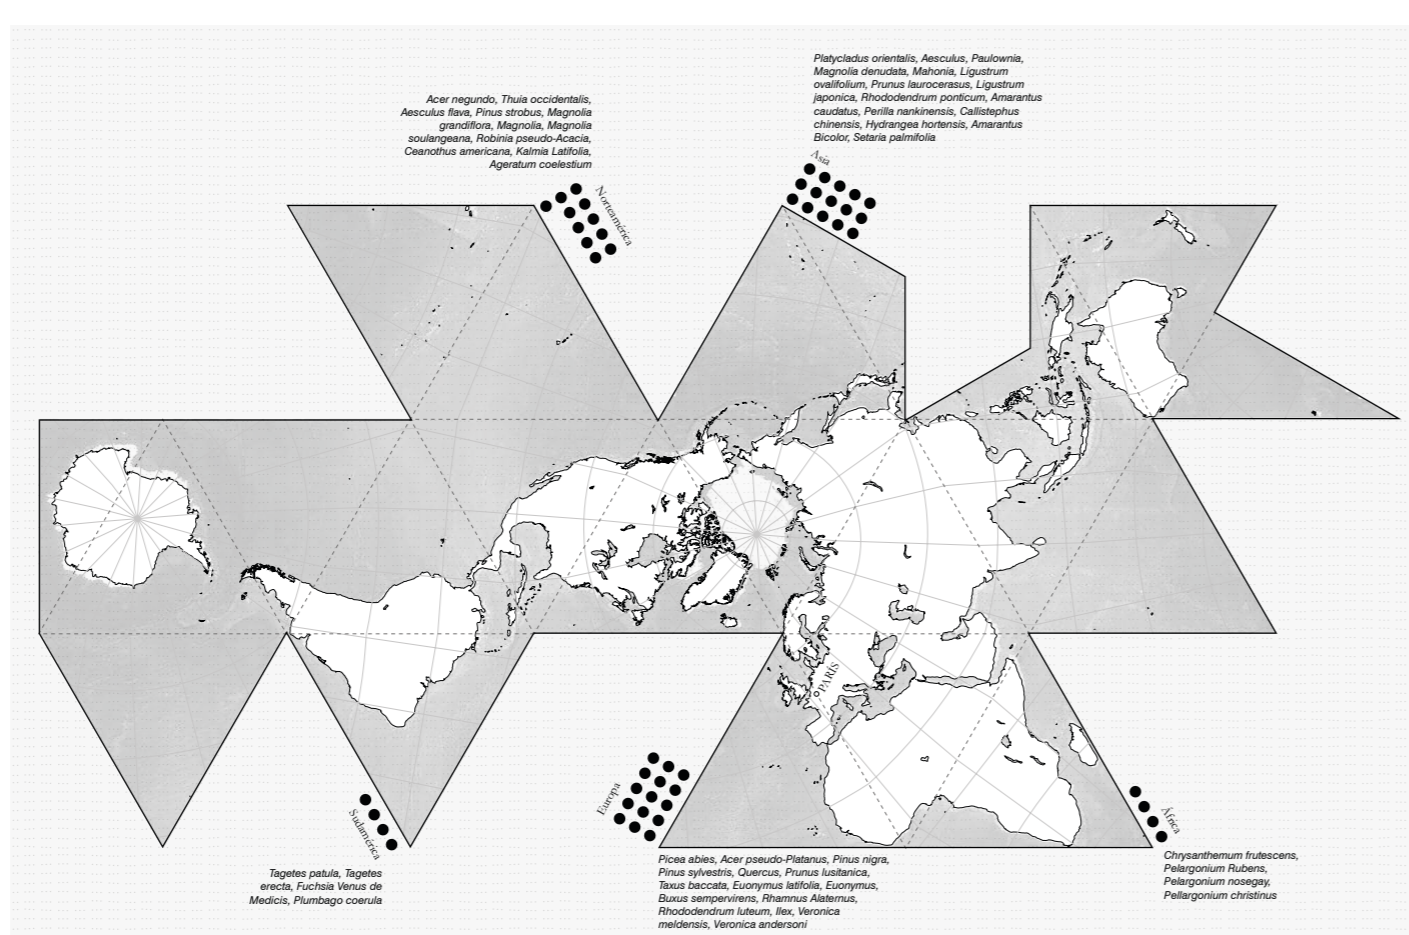 Platycladus orientalis, Aesculus, Paulownia,
Magnolia denudata, Mahonia, Ligustrum
ovalifolium, Prunus laurocerasus, Ligustrum
japonica, Rhododendrum ponticum, Amarantus
caudatus, Perilla nankinensis, Callistephus
chinensis, Hydrangea hortensis, Amarantus
Bicolor, Setaria palmifolia
Asia
Acer negundo, Thuia occidentalis,
Aesculus flava, Pinus strobus, Magnolia
grandiflora, Magnolia, Magnolia
soulangeana, Robinia pseudo-Acacia,
Ceanothus americana, Kalmia Latifolia,
Ageratum coelestium
Norteamérica
PARÍS
Europa
Picea abies, Acer pseudo-Platanus, Pinus nigra,
Pinus sylvestris, Quercus, Prunus lusitanica,
Taxus baccata, Euonymus latifolia, Euonymus,
Buxus sempervirens, Rhamnus Alaternus,
Rhododendrum luteum, Ilex, Veronica
meldensis, Veronica andersoni
Sudamérica
Tagetes patula, Tagetes
erecta, Fuchsia Venus de
Medicis, Plumbago coerula
África
Chrysanthemum frutescens,
Pelargonium Rubens,
Pelargonium nosegay,
Pellargonium christinus